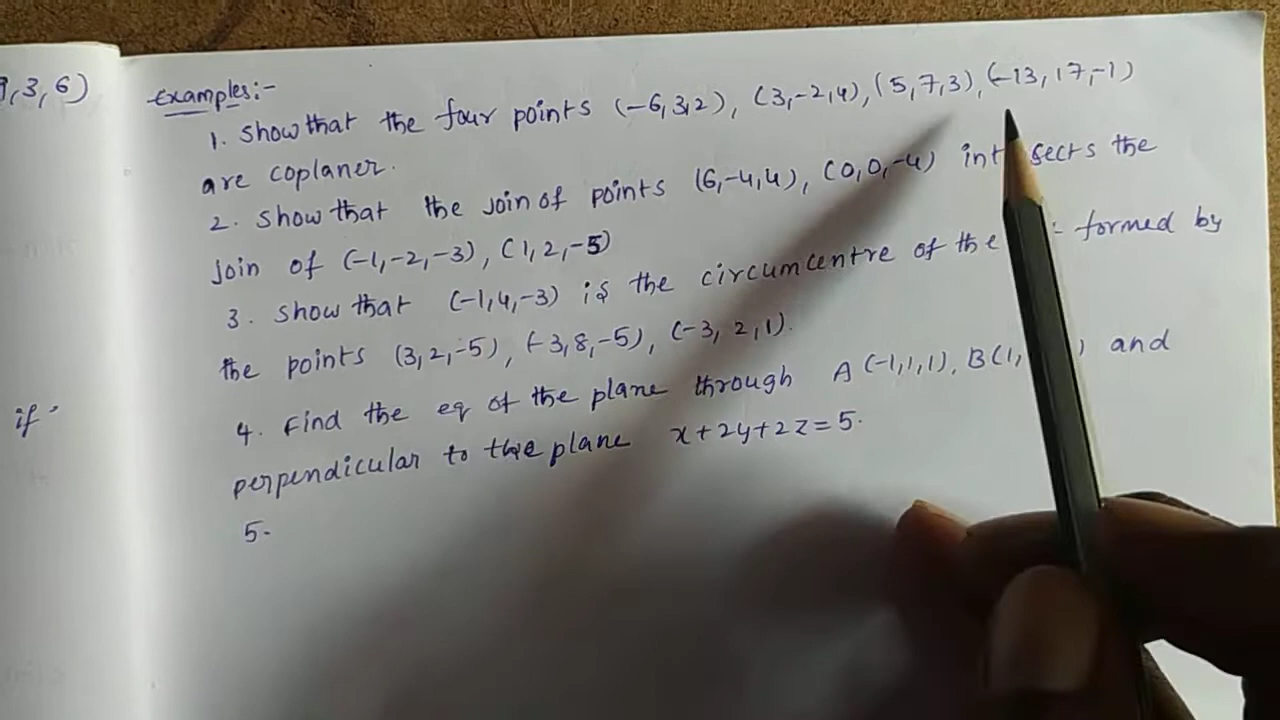 ,3,6)
Examples:-
1. Show that the four points (-6,3,2), (3,-2,4), (5,7,3), (-13,17,-1)
are coplaner.
2. Show that the join of points (6,-4,4), (0,0,-4) int sects the
join of (-1,-2,-3), (1,2,-5)
3. Show that (-1,4,-3) is the circumcentre of the formed by
the points (3,2,-5), (-3,8,-5), (-3,2,1).
4. Find the eq of the plane through A(-1,1,1), B(1, ) and
if
perpendicular to the plane x+2y+2z=5.
5.